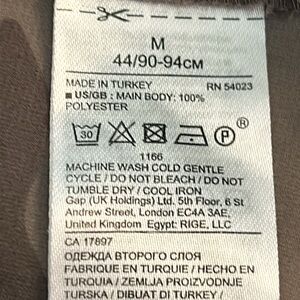 M
44/90-94см
MADE IN TURKEY RN 54023
■ US/GB : MAIN BODY: 100%
POLYESTER
30 P ®
1166
MACHINE WASH COLD GENTLE
CYCLE / DO NOT BLEACH / DO NOT
TUMBLE DRY / COOL IRON
Gap (UK Holdings) Ltd. 5th Floor, 6 St
Andrew Street, London EC4A 3AE,
United Kingdom Egypt: RIGE, LLC
CA 17897
ОДЕЖДА ВТОРОГО СЛОЯ
FABRIQUE EN TURQUIE / HECHO EN
TURQUIA / ZEMLJA PROIZVODNJE
TURSKA / DIBUAT DI TURKEY /